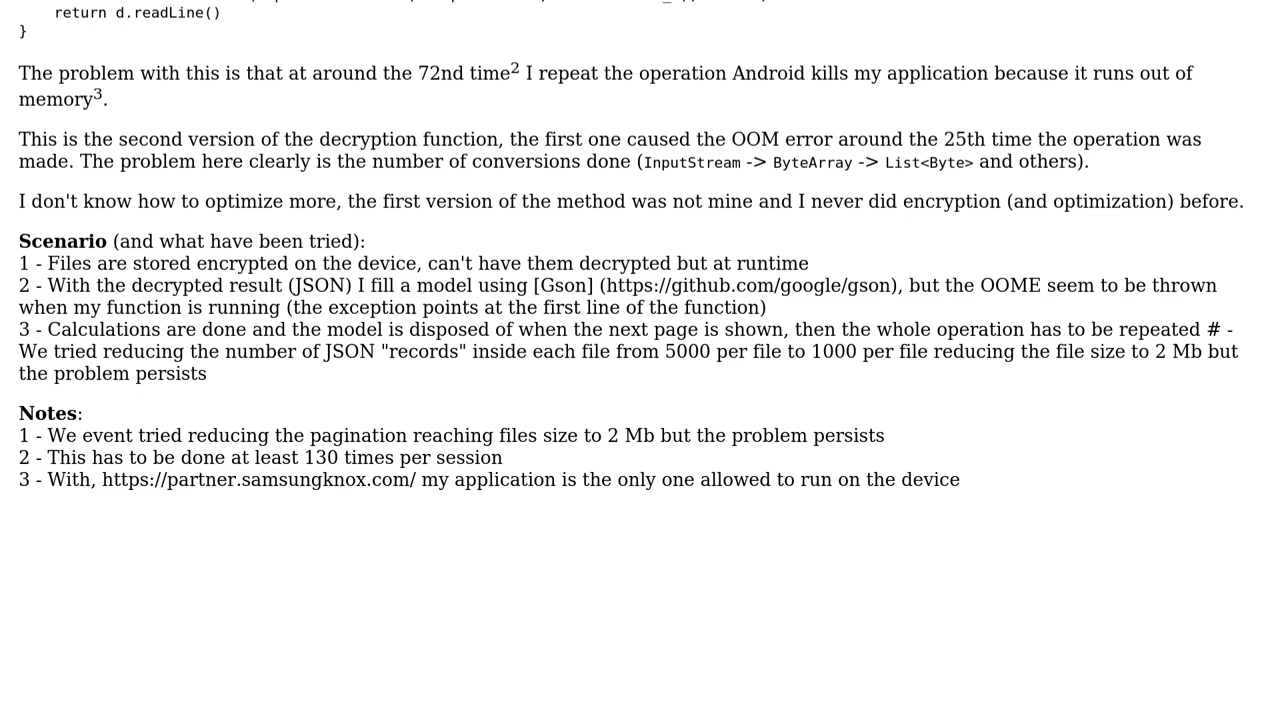 return d.readLine()
}
The problem with this is that at around the 72nd time2 I repeat the operation Android kills my application because it runs out of
memory3.
This is the second version of the decryption function, the first one caused the OOM error around the 25th time the operation was
made. The problem here clearly is the number of conversions done (InputStream -> ByteArray -> List<Byte> and others).
I don't know how to optimize more, the first version of the method was not mine and I never did encryption (and optimization) before.
Scenario (and what have been tried):
1 - Files are stored encrypted on the device, can't have them decrypted but at runtime
2 - With the decrypted result (JSON) I fill a model using [Gson] (https://github.com/google/gson), but the OOME seem to be thrown
when my function is running (the exception points at the first line of the function)
3 - Calculations are done and the model is disposed of when the next page is shown, then the whole operation has to be repeated # -
We tried reducing the number of JSON "records" inside each file from 5000 per file to 1000 per file reducing the file size to 2 Mb but
the problem persists
Notes:
1 - We event tried reducing the pagination reaching files size to 2 Mb but the problem persists
2 - This has to be done at least 130 times per session
3 - With, https://partner.samsungknox.com/ my application is the only one allowed to run on the device